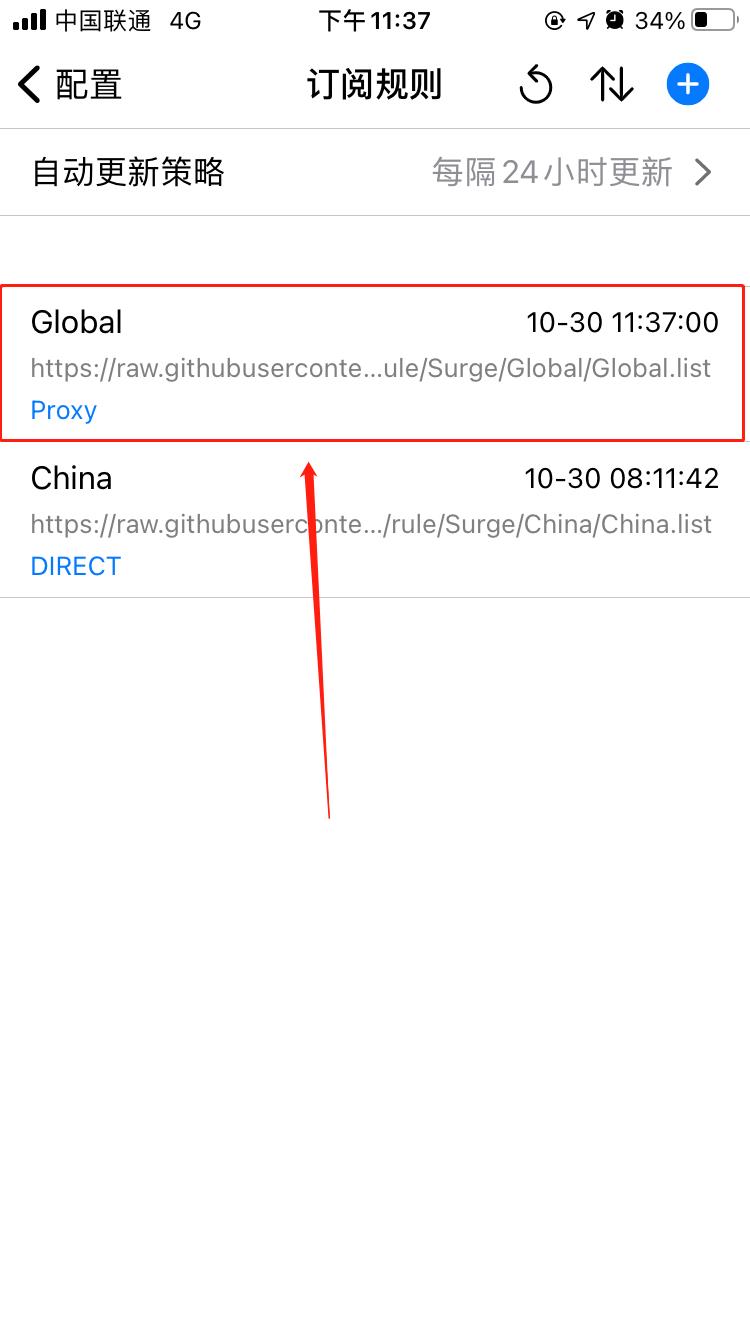 中国联通 4G 下午11:37 34%
配置 订阅规则
自动更新策略 每隔24小时更新
Global 10-30 11:37:00
https://raw.githubuserconte...ule/Surge/Global/Global.list
Proxy
China 10-30 08:11:42
https://raw.githubuserconte.../rule/Surge/China/China.list
DIRECT